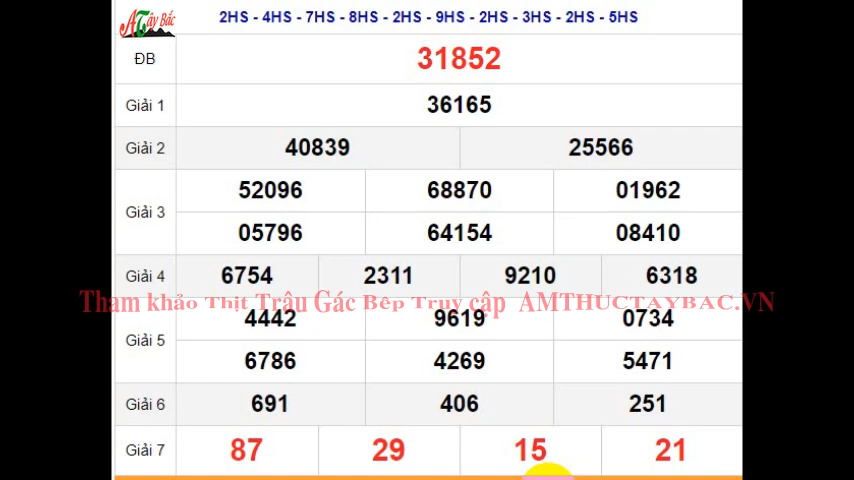 ATây Bắc
2HS - 4HS - 7HS - 8HS - 2HS - 9HS - 2HS - 3HS - 2HS - 5HS
ĐB 31852
Giải 1 36165
Giải 2 40839 25566
Giải 3 52096 68870 01962
05796 64154 08410
Giải 4 6754 2311 9210 6318
Tham khảo Thịt Trâu Gác Bếp Truy cập AMTHUCTAYBAC.VN
Giải 5 4442 9619 0734
6786 4269 5471
Giải 6 691 406 251
Giải 7 87 29 15 21